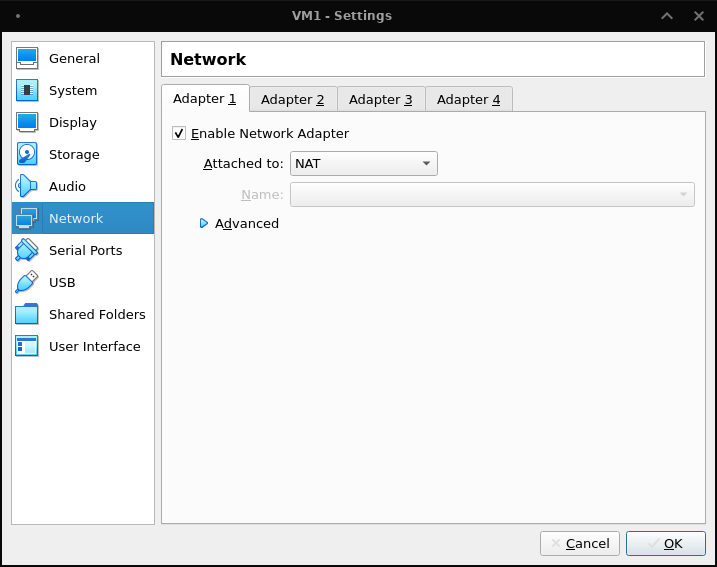 VM1 - Settings
General
System
Display
Storage
Audio
Network
Serial Ports
USB
Shared Folders
User Interface
Network
Adapter 1
Adapter 2
Adapter 3
Adapter 4
Enable Network Adapter
Attached to: NAT
Name:
Advanced
Cancel
OK